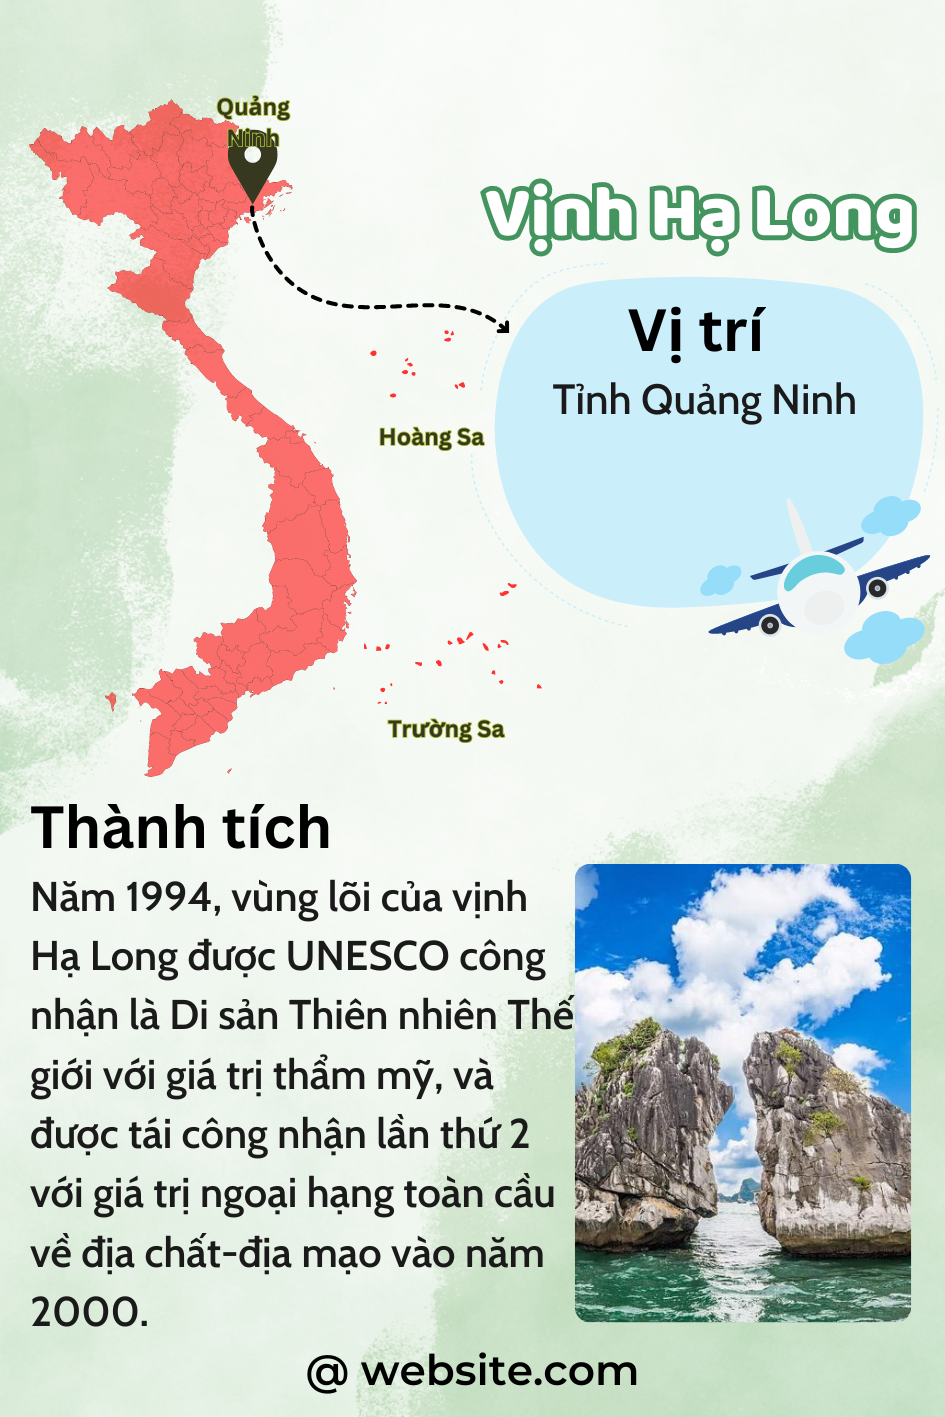 Quảng
Ninh
Vịnh Hạ Long
Vị trí
Tỉnh Quảng Ninh
Hoàng Sa
Trường Sa
Thành tích
Năm 1994, vùng lõi của vịnh
Hạ Long được UNESCO công
nhận là Di sản Thiên nhiên Thế
giới với giá trị thẩm mỹ, và
được tái công nhận lần thứ 2
với giá trị ngoại hạng toàn cầu
về địa chất-địa mạo vào năm
2000.
@ website.com